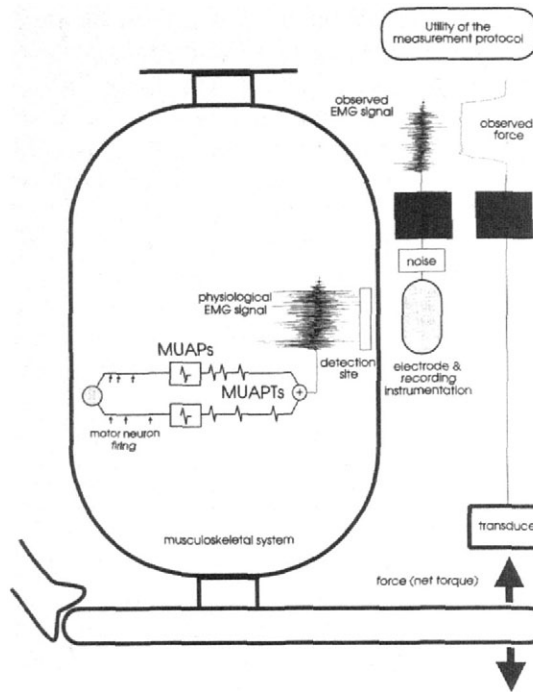 Utility of the
measurement protocol
observed
EMG signal
observed
force
noise
physiological
EMG signal
detection
site
electrode &
recording
instrumentation
MUAPs
MUAPTs
motor neuron
firing
musculoskeletal system
transduce
force (net torque)